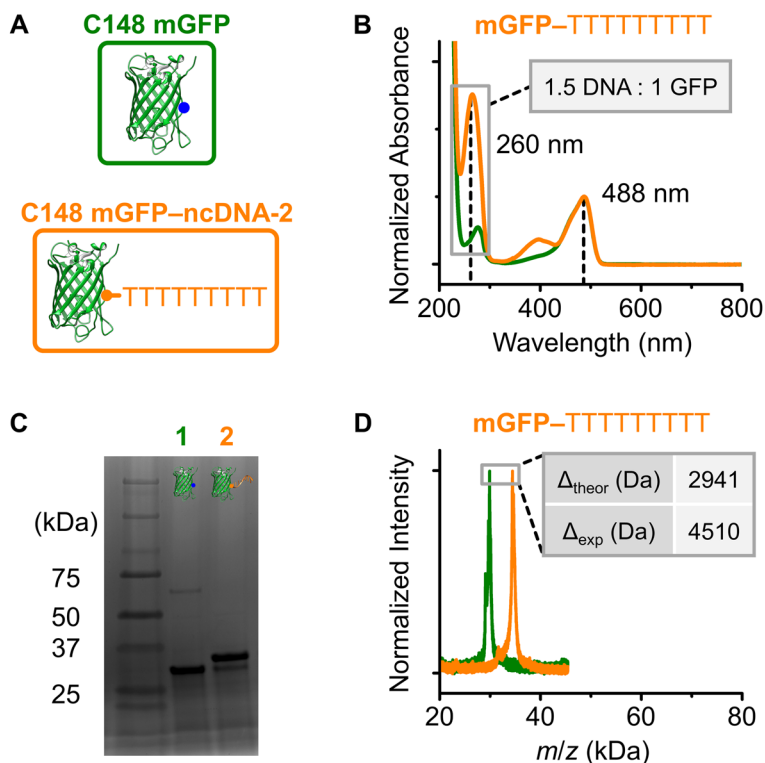 A
C148 mGFP
C148 mGFP–ncDNA-2
TTTTTTTTT
B
mGFP–TTTTTTTTT
1.5 DNA : 1 GFP
260 nm
488 nm
Normalized Absorbance
200 400 600 800
Wavelength (nm)
C
1 2
(kDa)
75
50
37
25
D
mGFP–TTTTTTTTT
Δtheor (Da) 2941
Δexp (Da) 4510
Normalized Intensity
20 40 60 80
m/z (kDa)